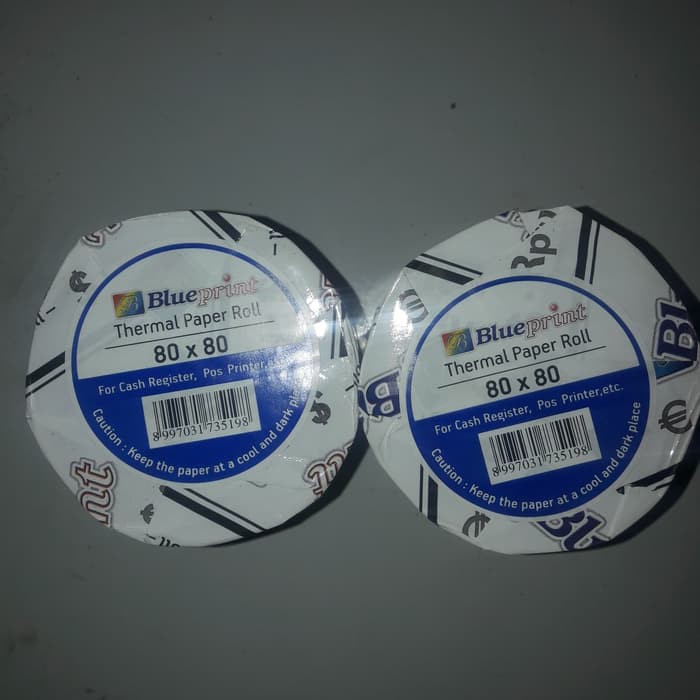 Blueprint
Thermal Paper Roll
80 x 80
For Cash Register, Pos Printer,
8997031735198
Caution : Keep the paper at a cool and dark
Blueprint
Thermal Paper Roll
80 x 80
For Cash Register, Pos Printer,etc.
8997031735198
Caution : Keep the paper at a cool and dark place
Rp